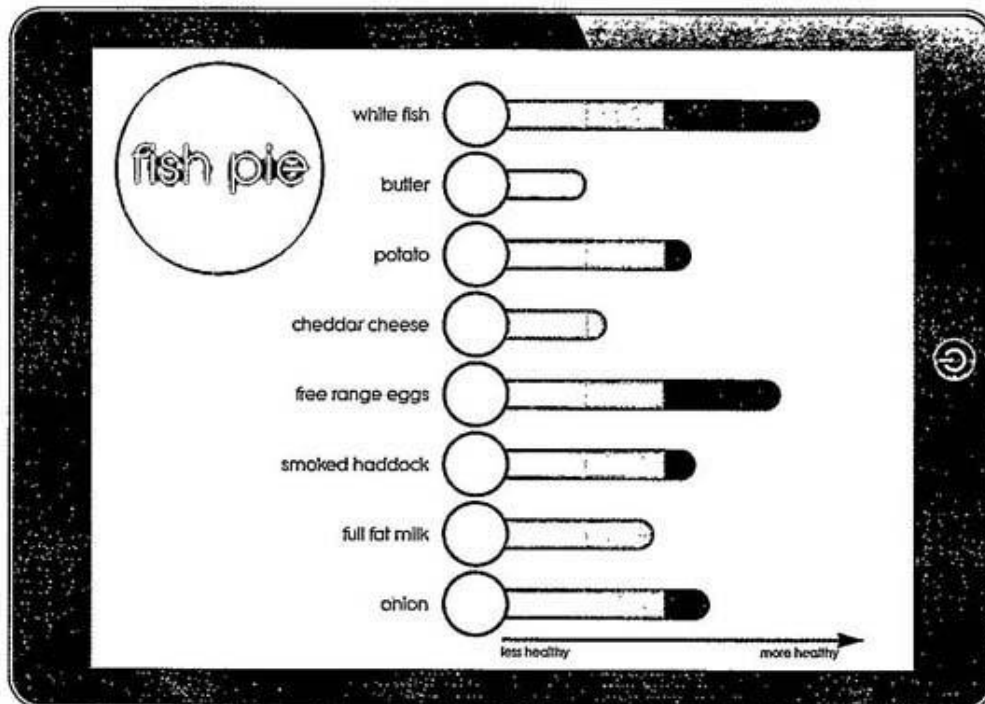 fish pie
white fish
butter
potato
cheddar cheese
free range eggs
smoked haddock
full fat milk
onion
less healthy
more healthy